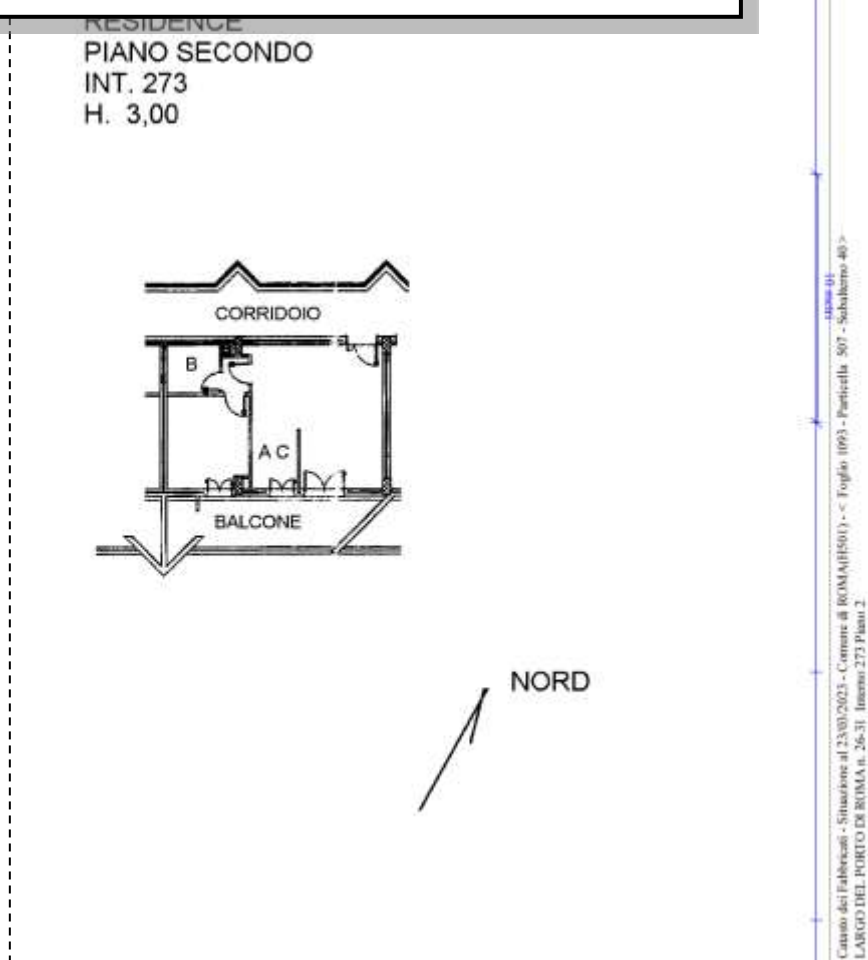 RESIDENCE
PIANO SECONDO
INT. 273
H. 3,00
CORRIDOIO
B
A C
BALCONE
NORD
Catasto dei Fabbricati - Situazione al 23/03/2023 - Comune di ROMA(H501) - < Foglio 1093 - Particella 507 - Subalterno 40 >
LARGO DEL PORTO DI ROMA n. 26-31 Interno 273 Piano 2